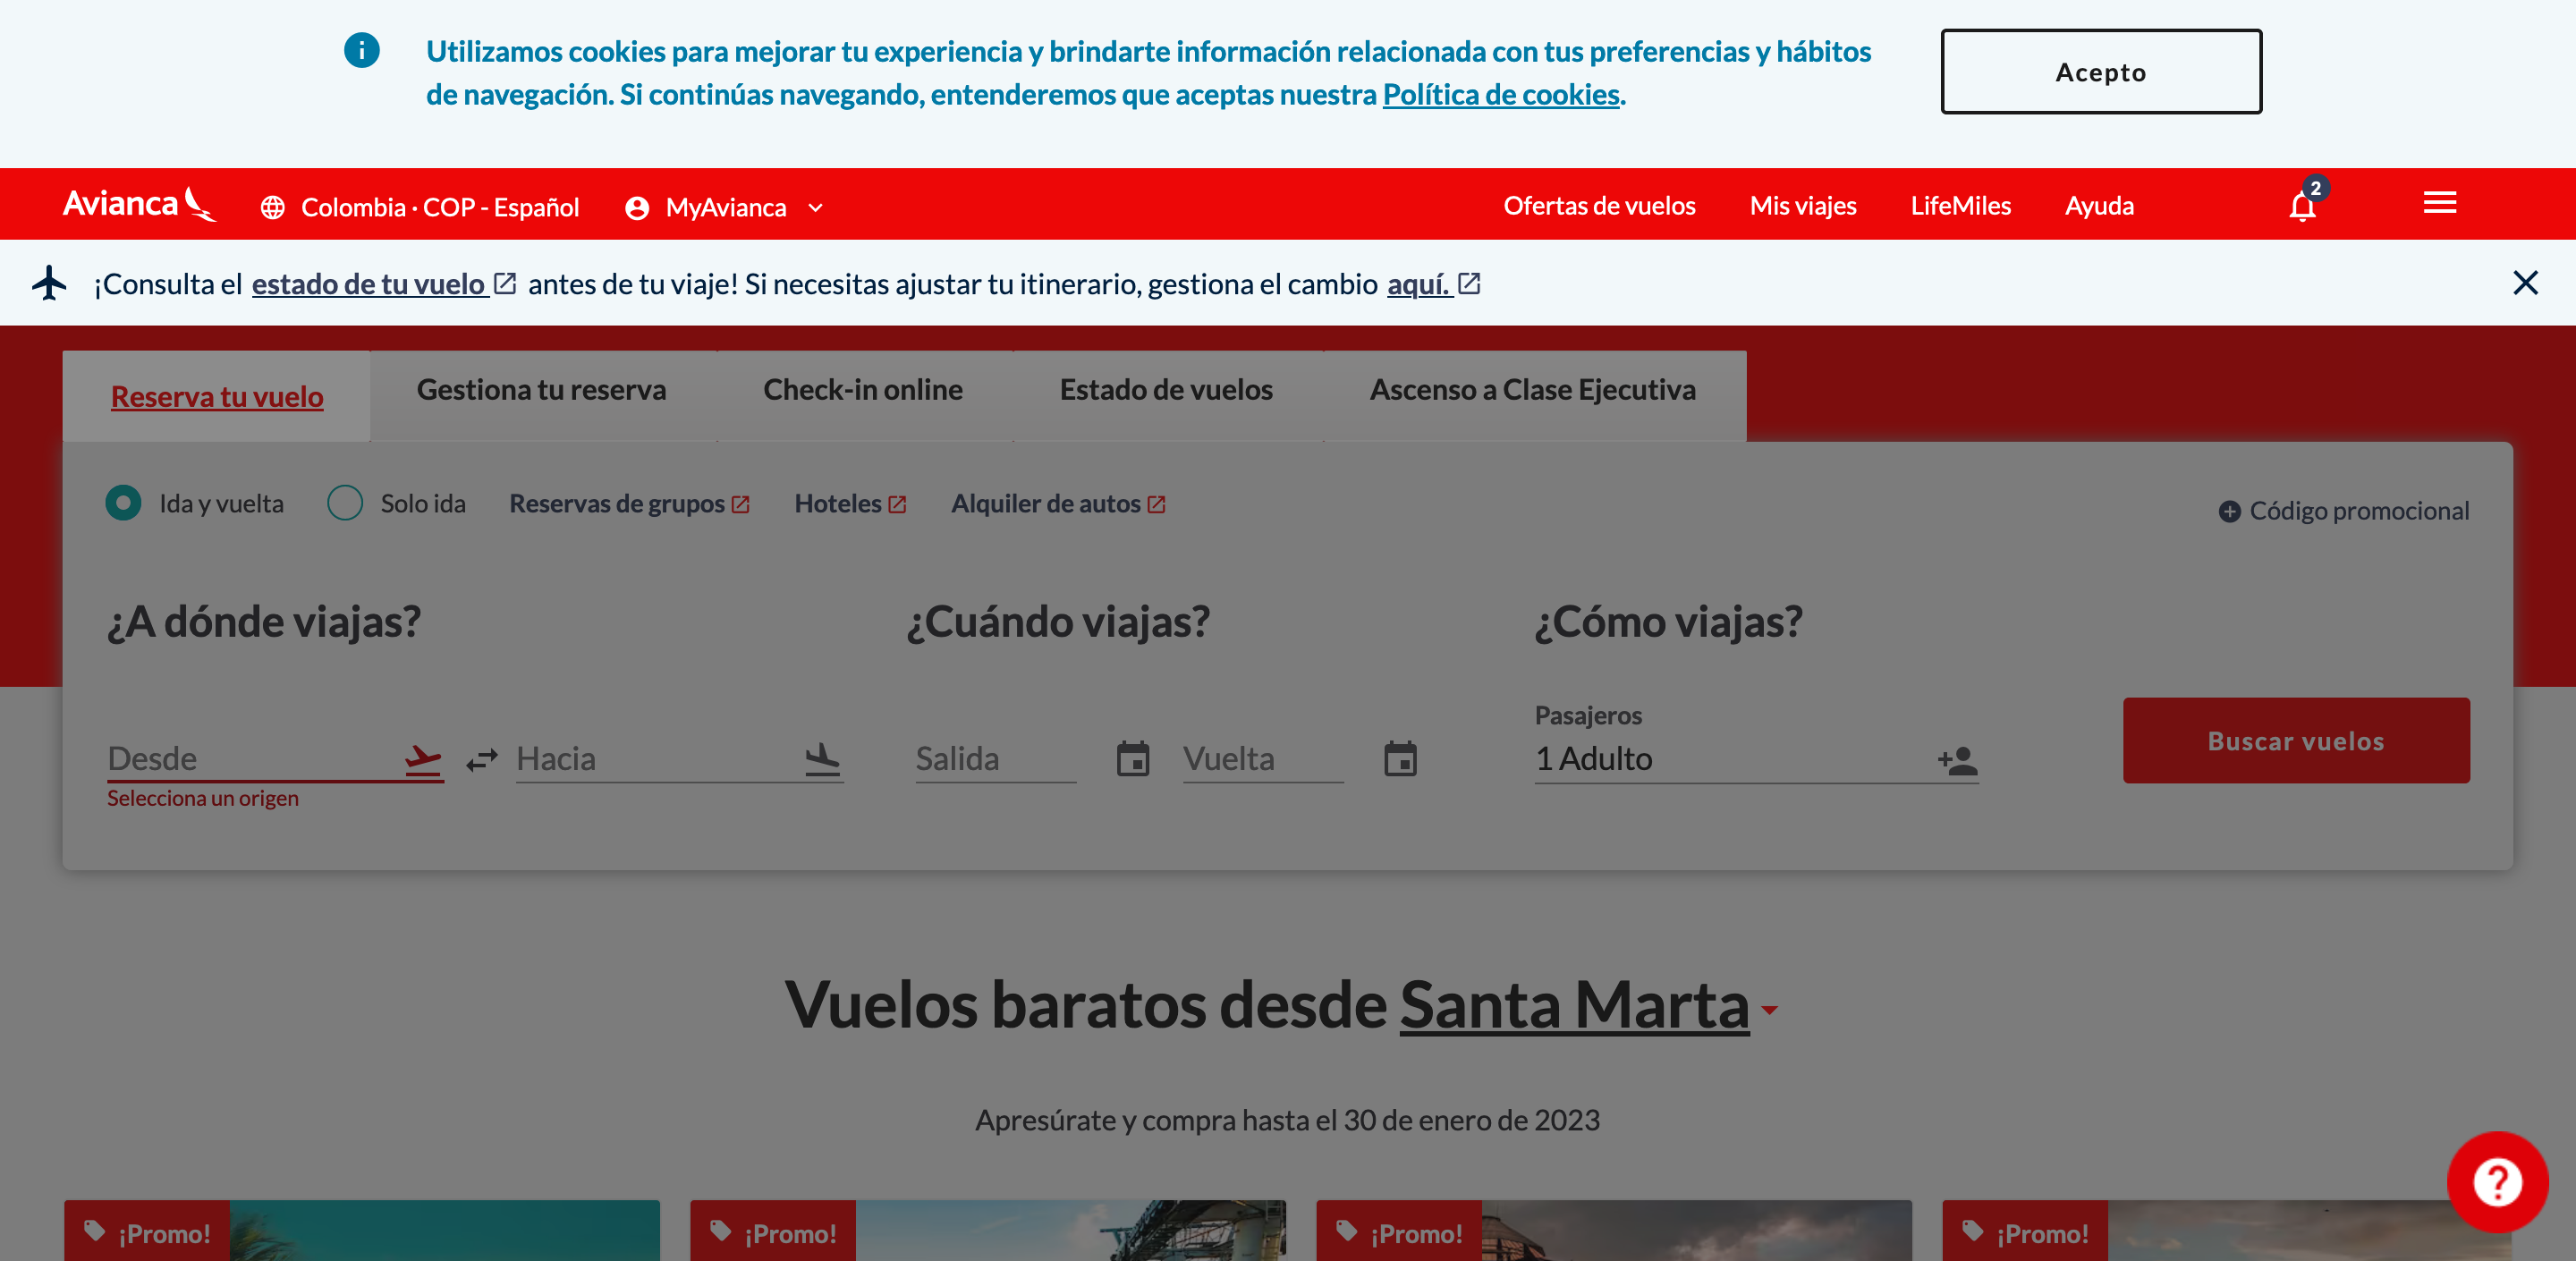 Utilizamos cookies para mejorar tu experiencia y brindarte información relacionada con tus preferencias y hábitos
de navegación. Si continúas navegando, entenderemos que aceptas nuestra Política de cookies.
Acepto
Avianca
Colombia · COP - Español
MyAvianca
Ofertas de vuelos
Mis viajes
LifeMiles
Ayuda
2
¡Consulta el estado de tu vuelo antes de tu viaje! Si necesitas ajustar tu itinerario, gestiona el cambio aquí.
Reserva tu vuelo
Gestiona tu reserva
Check-in online
Estado de vuelos
Ascenso a Clase Ejecutiva
Ida y vuelta
Solo ida
Reservas de grupos
Hoteles
Alquiler de autos
Código promocional
¿A dónde viajas?
¿Cuándo viajas?
¿Cómo viajas?
Pasajeros
Desde
Hacia
Salida
Vuelta
1 Adulto
Buscar vuelos
Selecciona un origen
Vuelos baratos desde Santa Marta
Apresúrate y compra hasta el 30 de enero de 2023
¡Promo!
¡Promo!
¡Promo!
¡Promo!